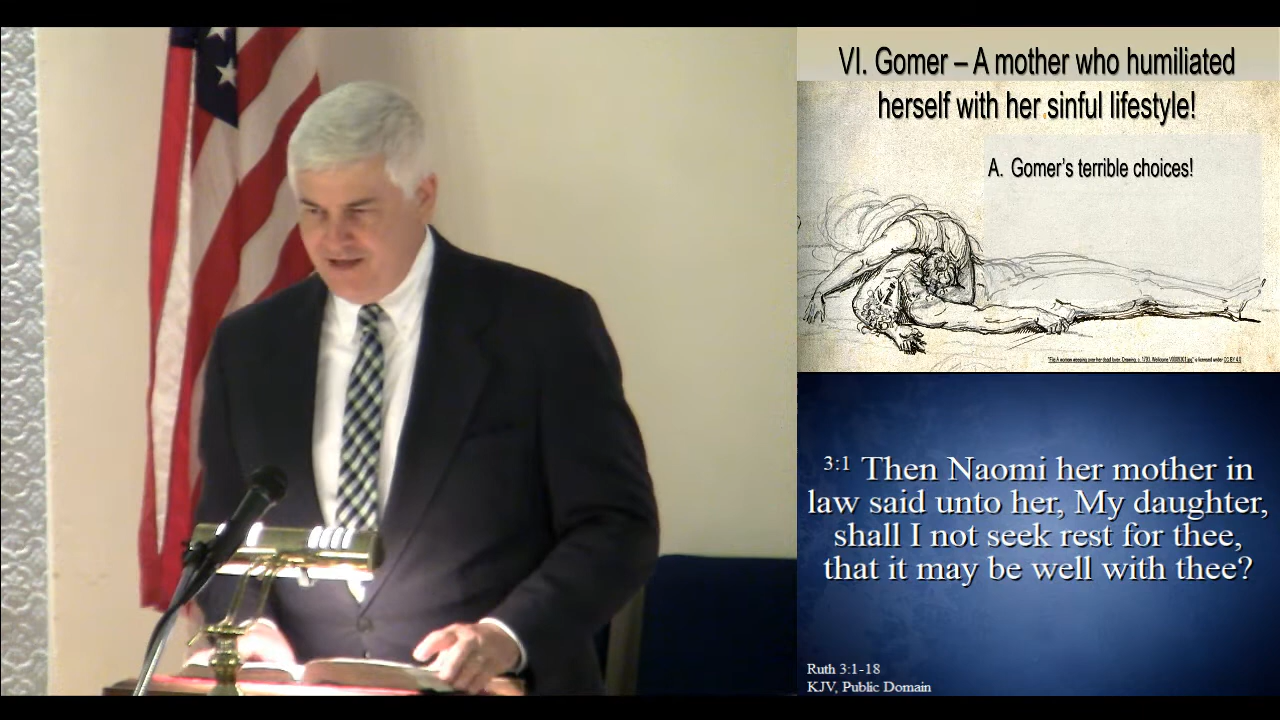 VI. Gomer – A mother who humiliated
herself with her sinful lifestyle!
A. Gomer's terrible choices!
3:1 Then Naomi her mother in
law said unto her, My daughter,
shall I not seek rest for thee,
that it may be well with thee?
Ruth 3:1-18
KJV, Public Domain